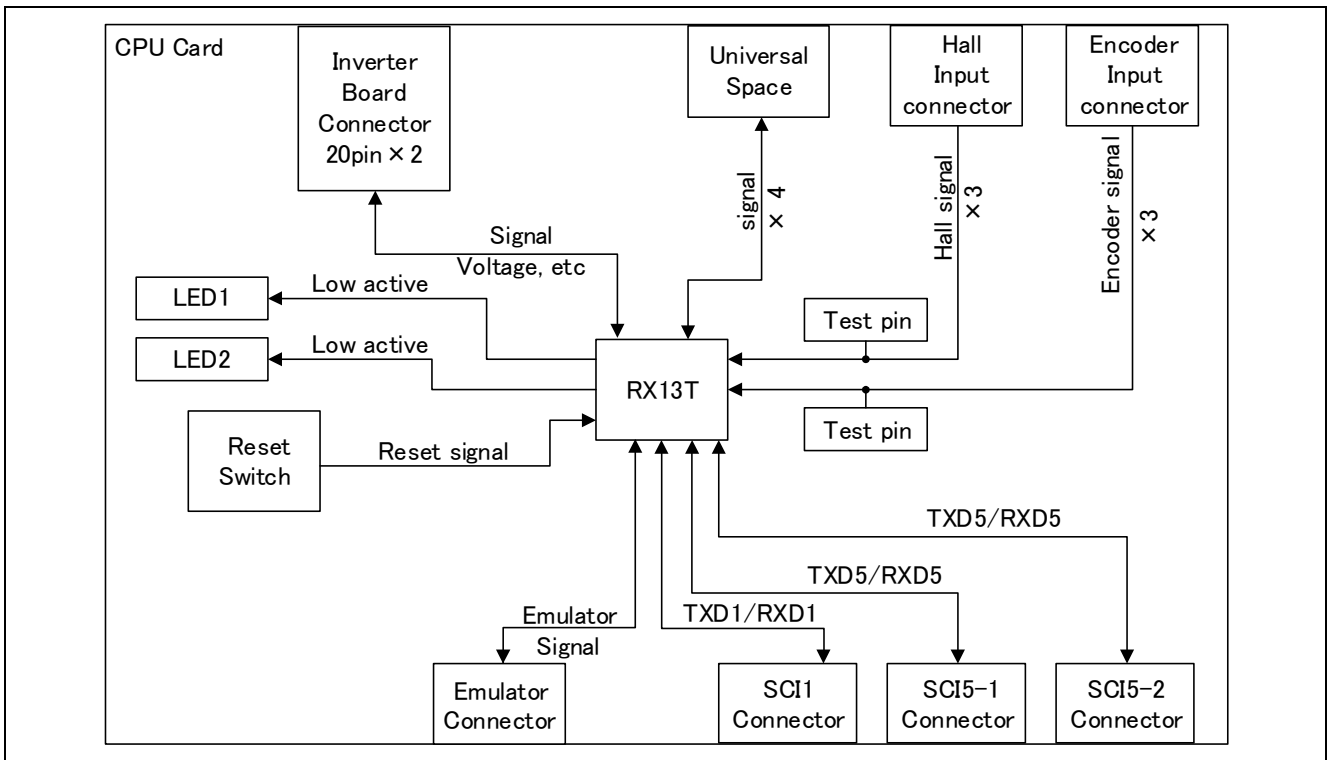 CPU Card
Inverter
Board
Connector
20pin × 2
Universal
Space
Hall
Input
connector
Encoder
Input
connector
signal
× 4
Hall signal
×3
Encoder signal
×3
Signal
Voltage, etc
LED1
Low active
LED2
Low active
Test pin
RX13T
Test pin
Reset
Switch
Reset signal
TXD5/RXD5
TXD5/RXD5
TXD1/RXD1
Emulator
Signal
Emulator
Connector
SCI1
Connector
SCI5-1
Connector
SCI5-2
Connector